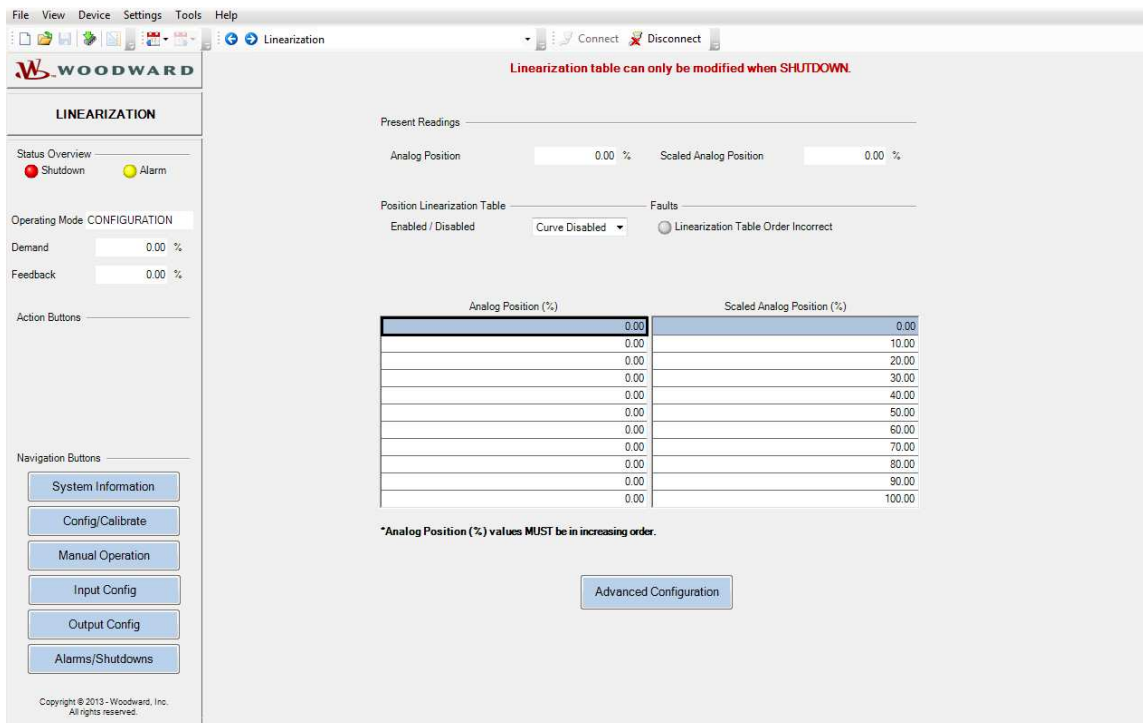 File View Device Settings Tools Help
Linearization Connect Disconnect
WOODWARD
Linearization table can only be modified when SHUTDOWN.
LINEARIZATION
Present Readings
Status Overview
Shutdown Alarm
Analog Position 0.00 % Scaled Analog Position 0.00 %
Position Linearization Table Faults
Operating Mode CONFIGURATION
Enabled / Disabled Curve Disabled Linearization Table Order Incorrect
Demand 0.00 %
Feedback 0.00 %
Action Buttons
Analog Position (%) Scaled Analog Position (%)
0.00 0.00
0.00 10.00
0.00 20.00
0.00 30.00
0.00 40.00
0.00 50.00
0.00 60.00
0.00 70.00
0.00 80.00
0.00 90.00
0.00 100.00
*Analog Position (%) values MUST be in increasing order.
Advanced Configuration
Navigation Buttons
System Information
Config/Calibrate
Manual Operation
Input Config
Output Config
Alarms/Shutdowns
Copyright © 2013 - Woodward, Inc.
All rights reserved.